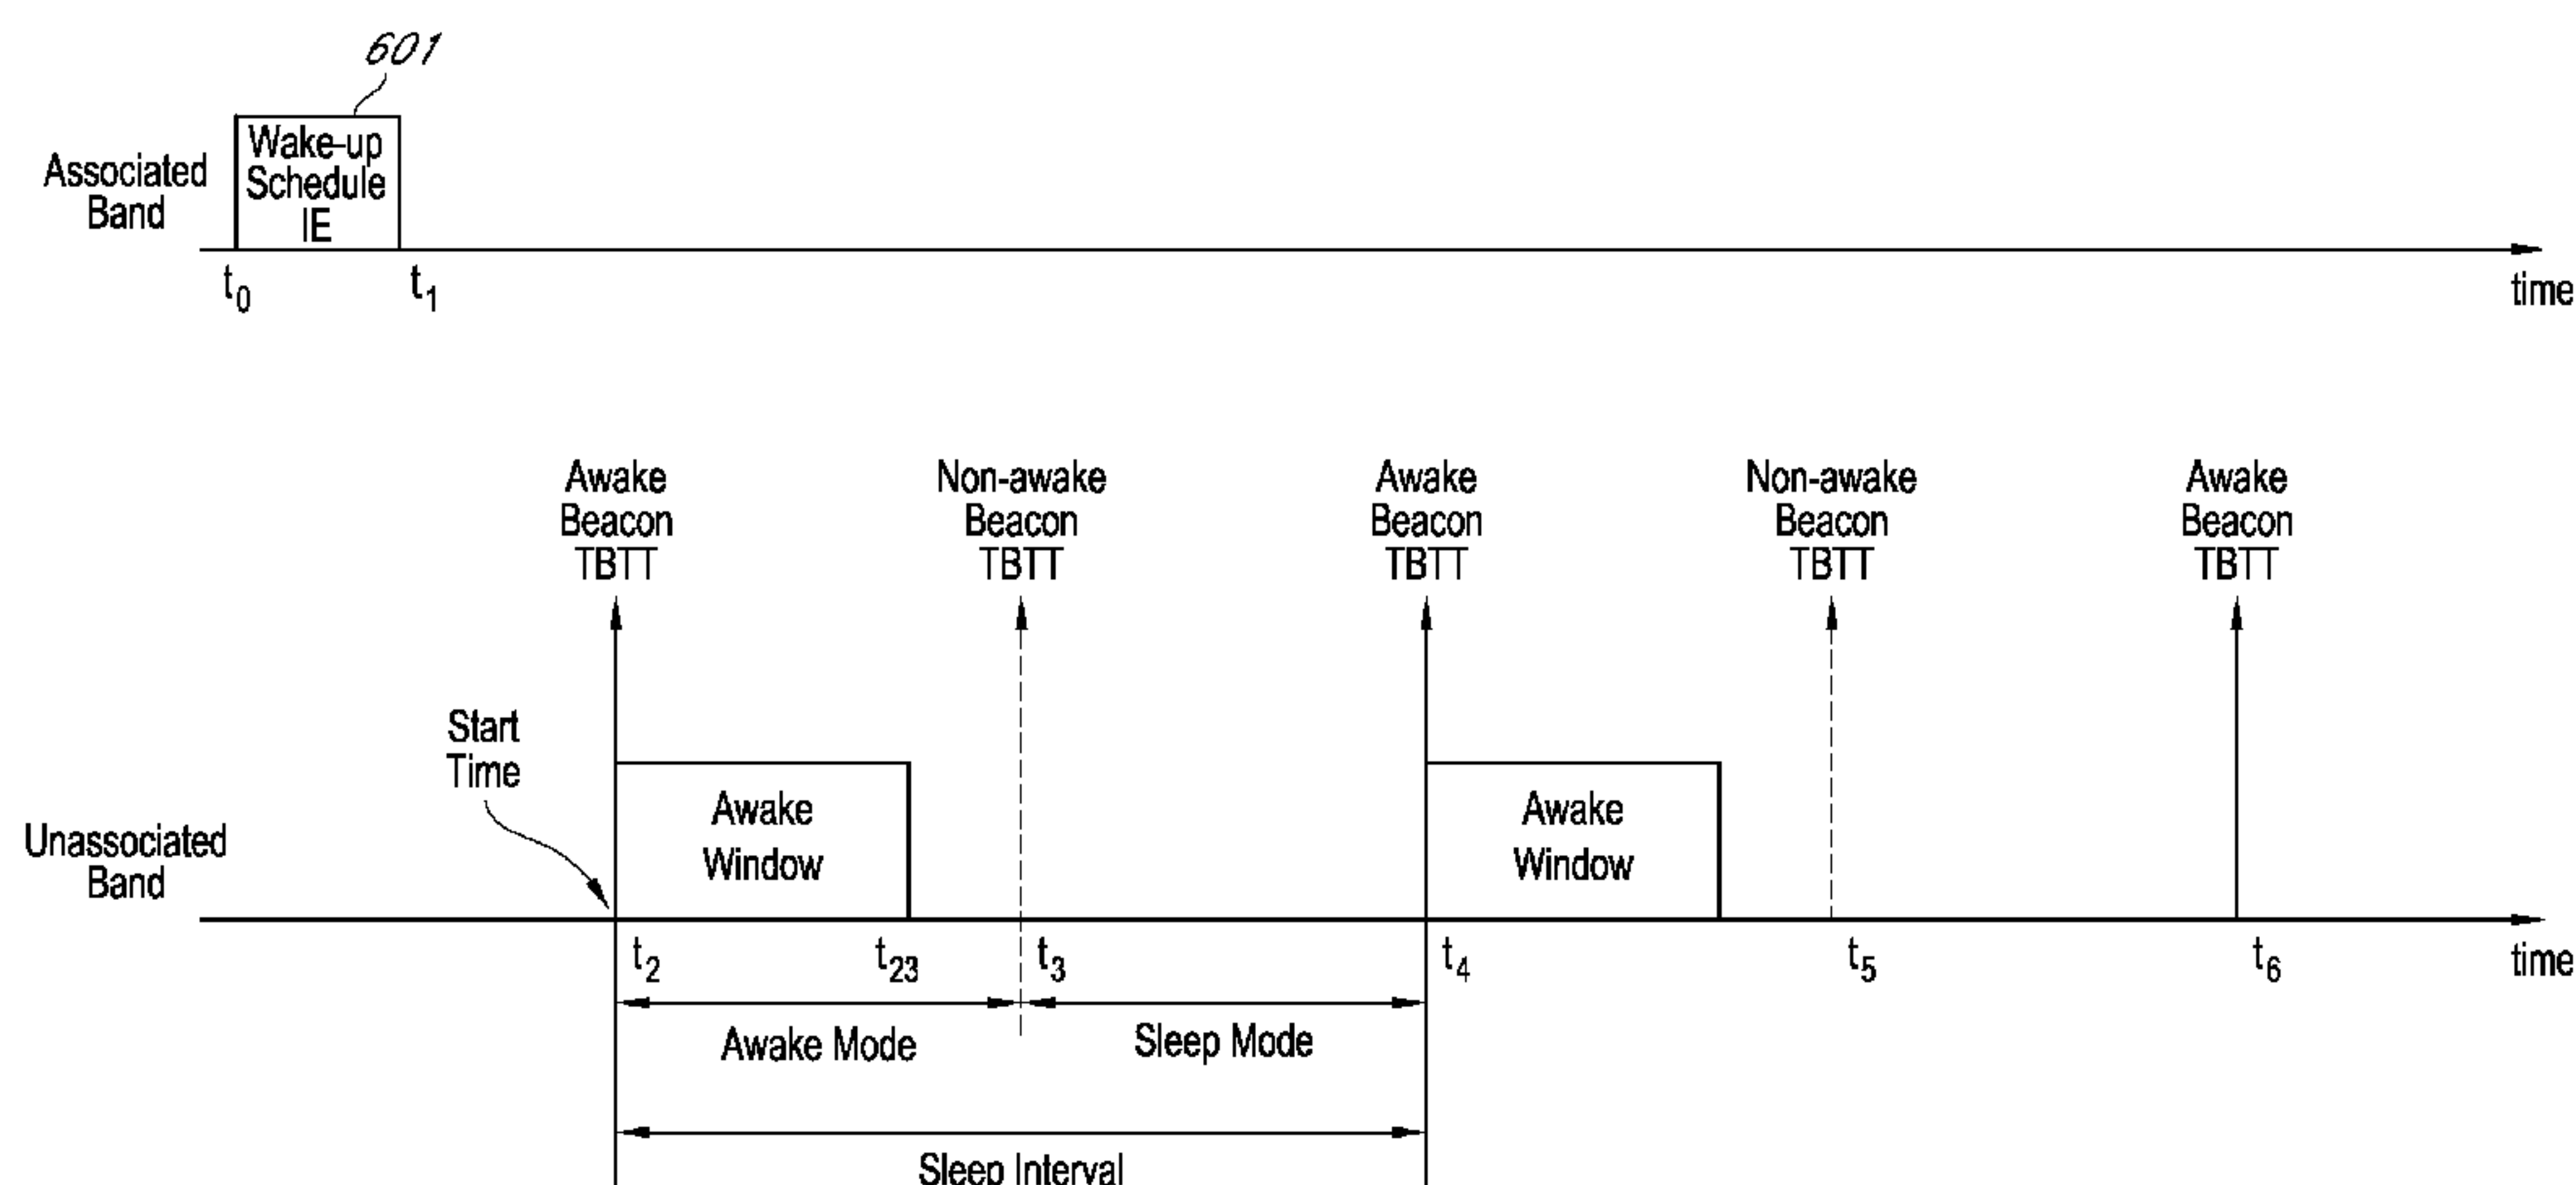 601
Wake-up
Schedule
IE
Associated
Band
t0
t1
time
Awake
Beacon
TBTT
Non-awake
Beacon
TBTT
Awake
Beacon
TBTT
Non-awake
Beacon
TBTT
Awake
Beacon
TBTT
Start
Time
Awake
Window
Awake
Window
Unassociated
Band
t2
t23
t3
t4
t5
t6
time
Awake Mode
Sleep Mode
Sleep Interval